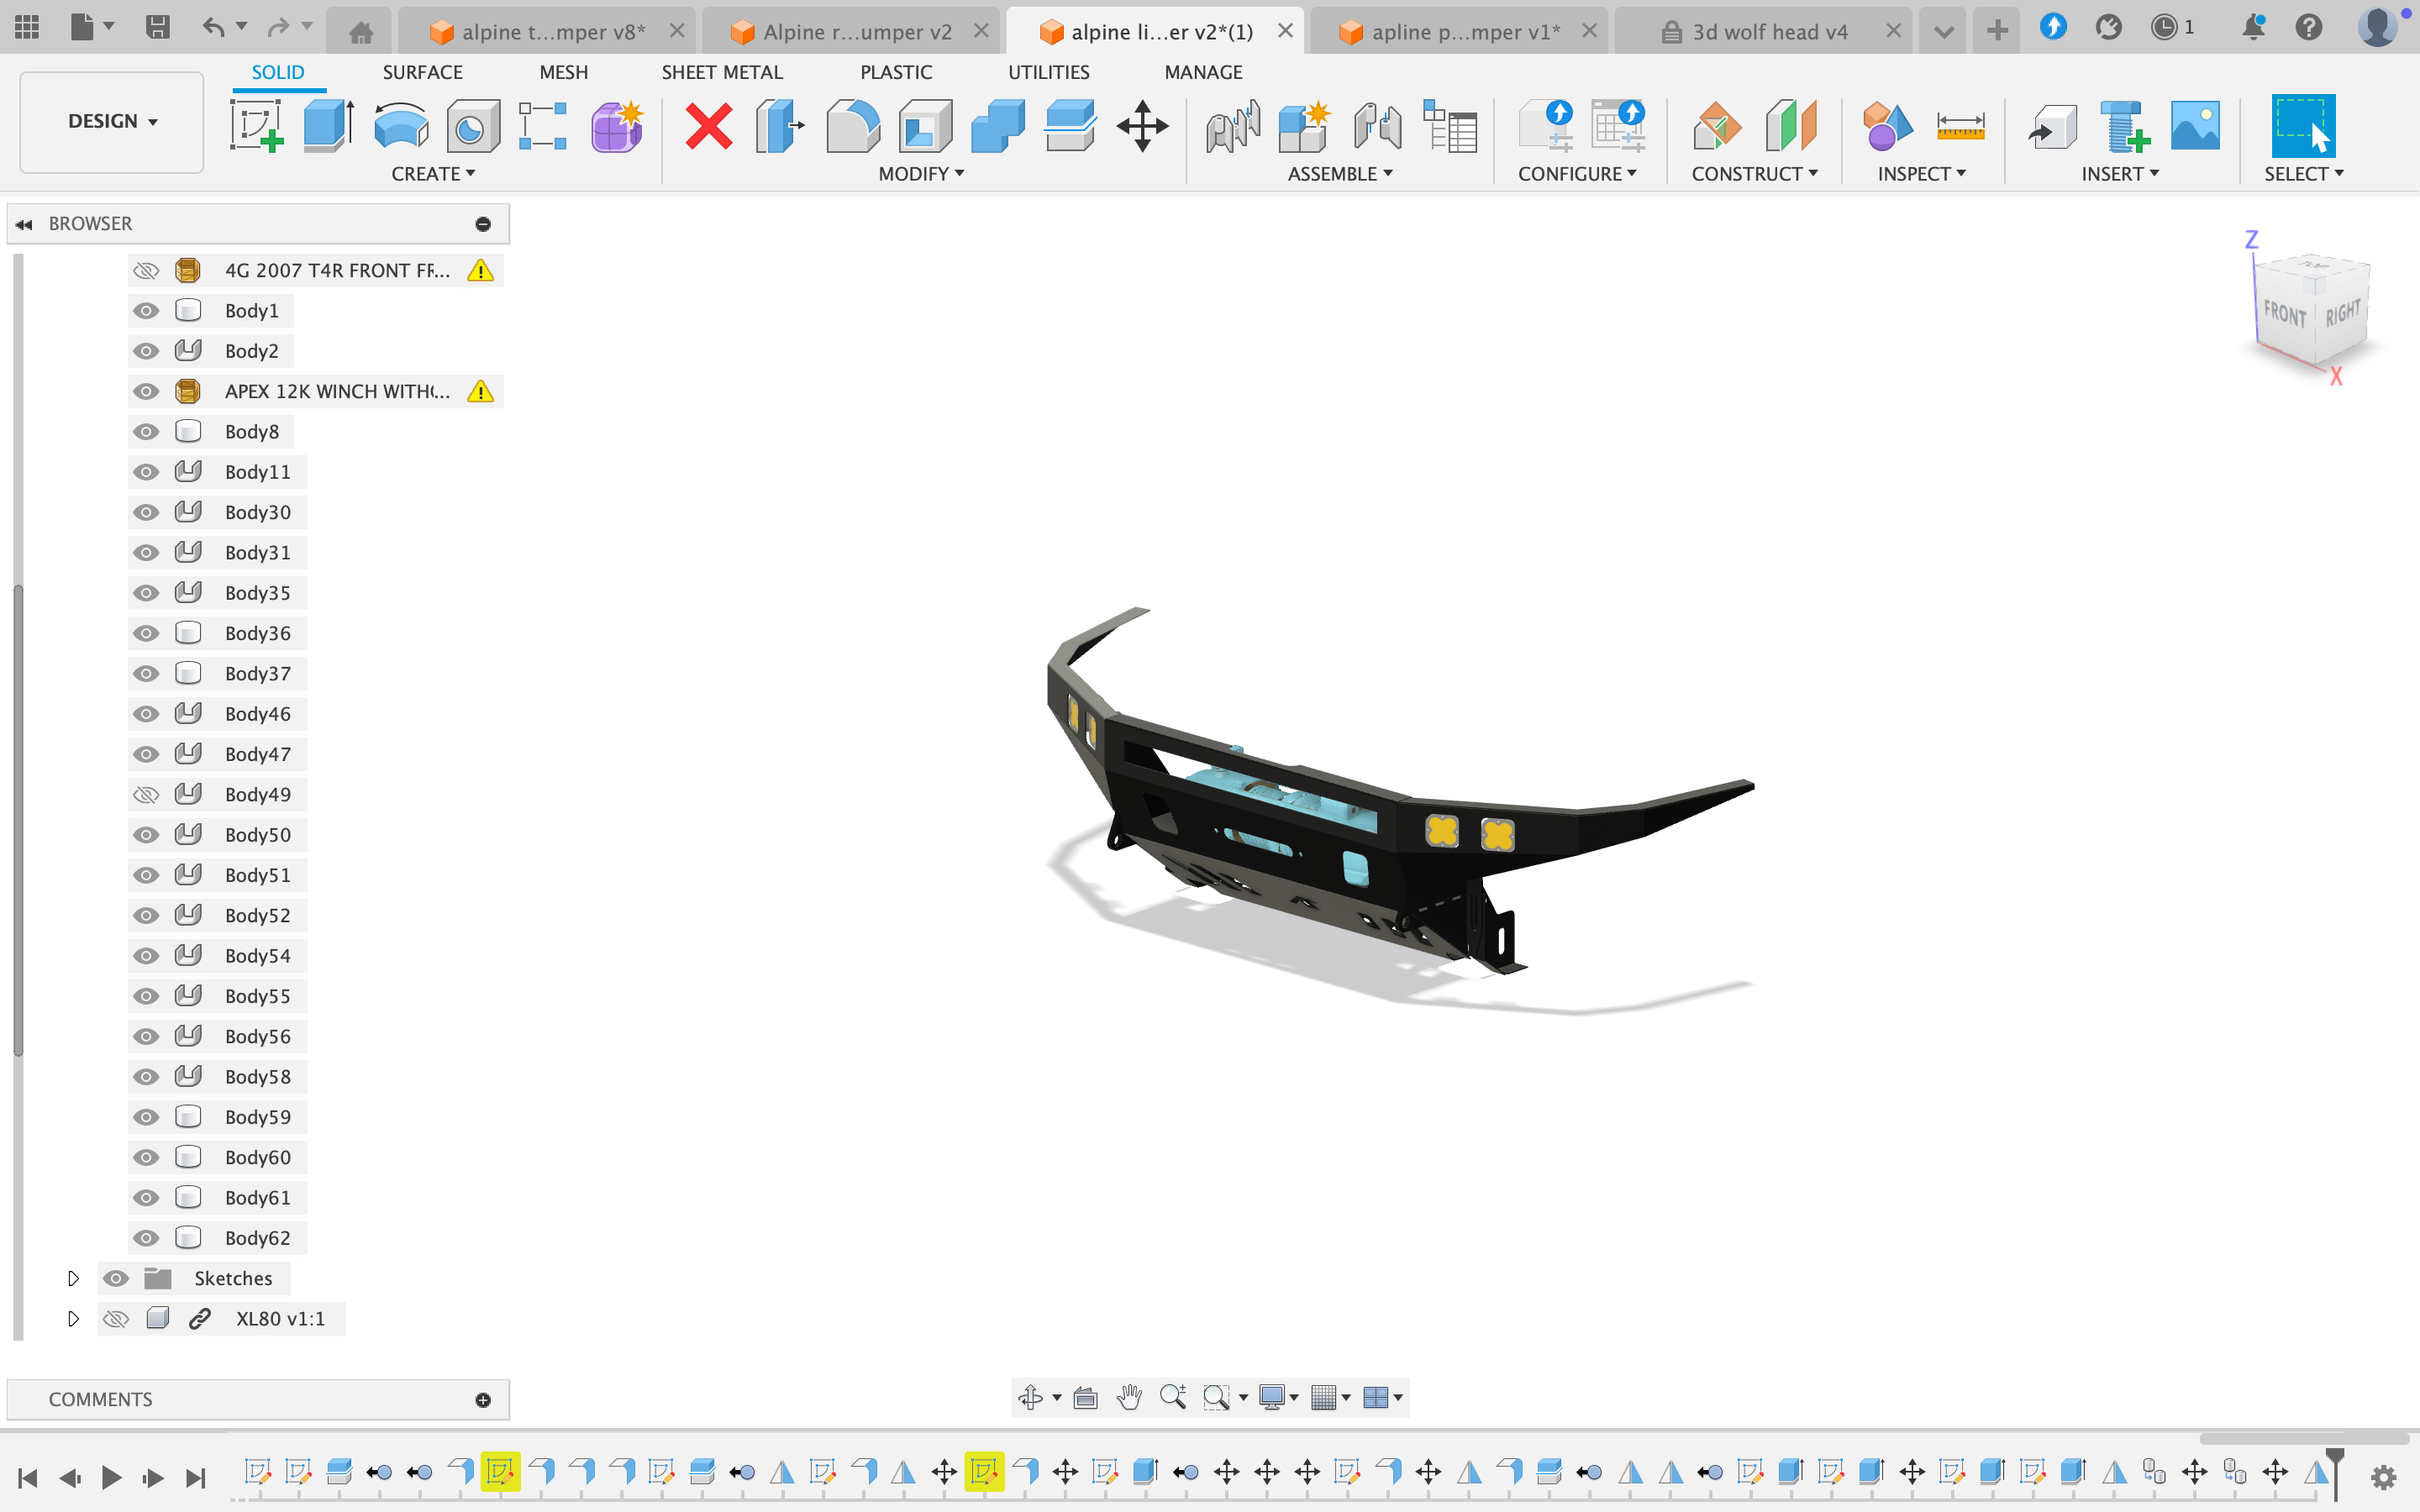 alpine t...mper v8*
Alpine r...umper v2
alpine li...er v2*(1)
apline p...mper v1*
3d wolf head v4
1
DESIGN
SOLID
SURFACE
MESH
SHEET METAL
PLASTIC
UTILITIES
MANAGE
CREATE
MODIFY
ASSEMBLE
CONFIGURE
CONSTRUCT
INSPECT
INSERT
SELECT
BROWSER
4G 2007 T4R FRONT FR...
Body1
Body2
APEX 12K WINCH WITH(...
Body8
Body11
Body30
Body31
Body35
Body36
Body37
Body46
Body47
Body49
Body50
Body51
Body52
Body54
Body55
Body56
Body58
Body59
Body60
Body61
Body62
Sketches
XL80 v1:1
Z
TOP
FRONT
RIGHT
X
COMMENTS